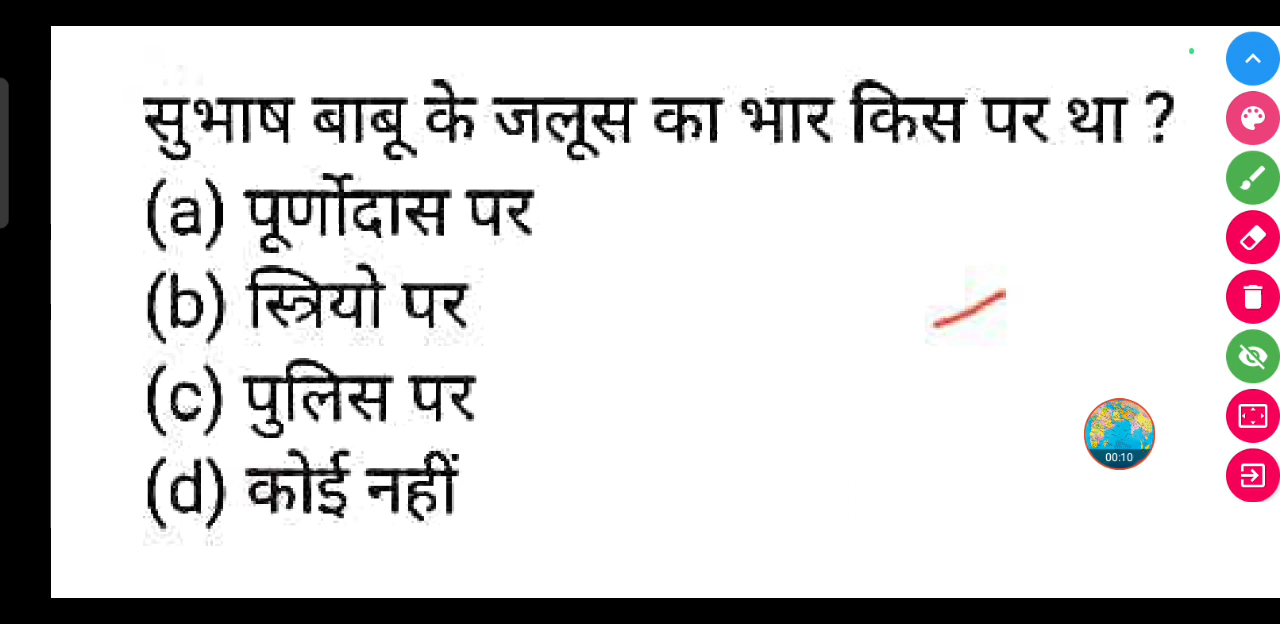 सुभाष बाबू के जलूस का भार किस पर था ?
(a) पूर्णोदास पर
(b) स्त्रियो पर
(c) पुलिस पर
(d) कोई नहीं
00:10